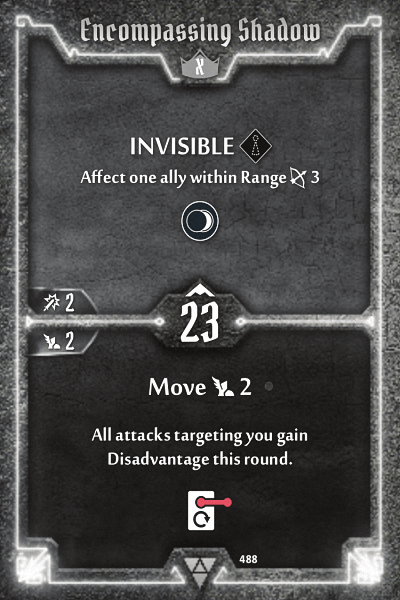 Encompassing Shadow
X
INVISIBLE
Affect one ally within Range 3
2
23
2
Move 2
All attacks targeting you gain
Disadvantage this round.
488